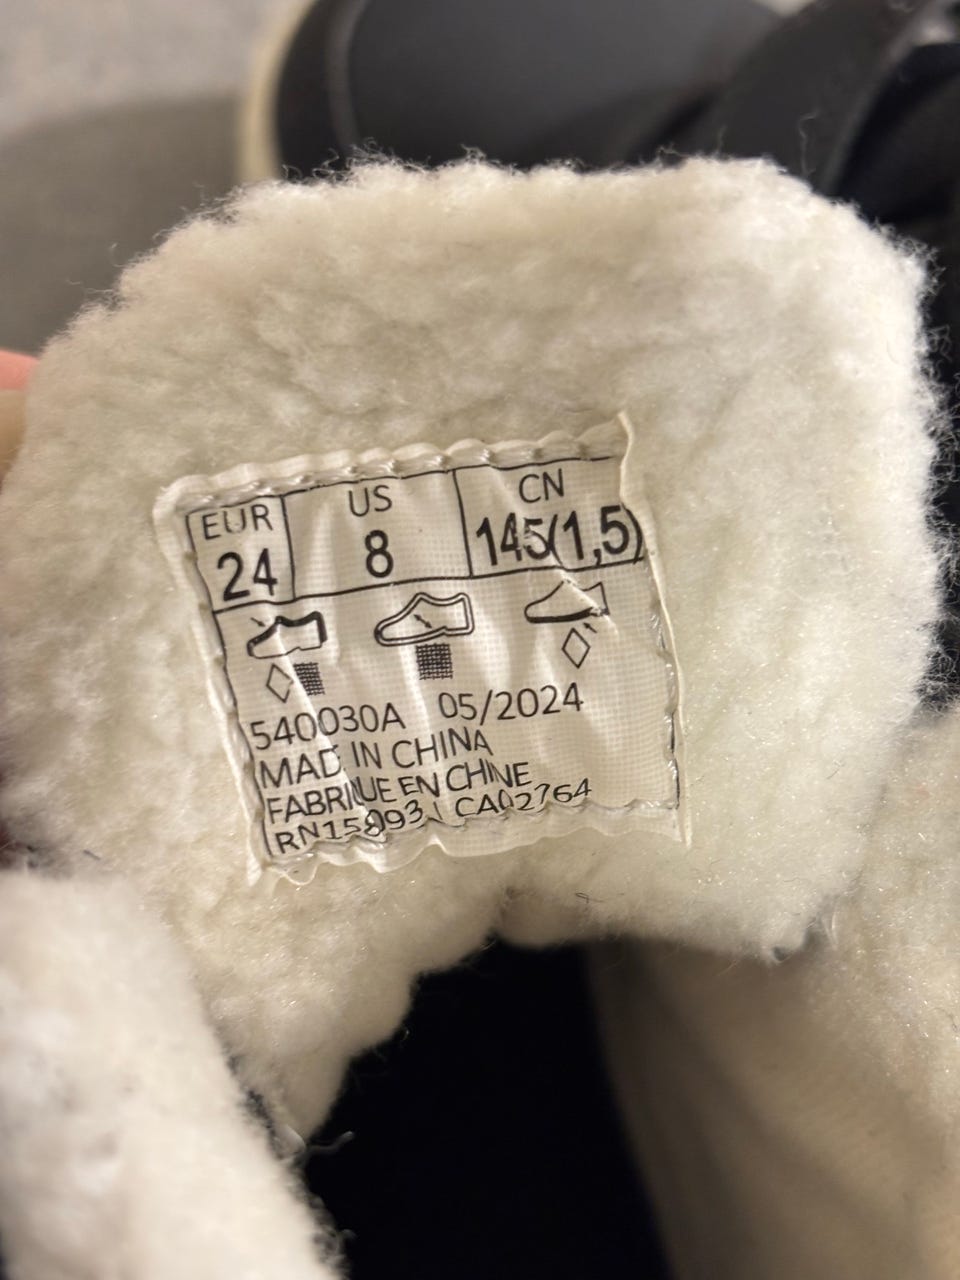 EUR US CN
24 8 145(1,5)
540030A 05/2024
MADE IN CHINA
FABRIQUE EN CHINE
CA02764